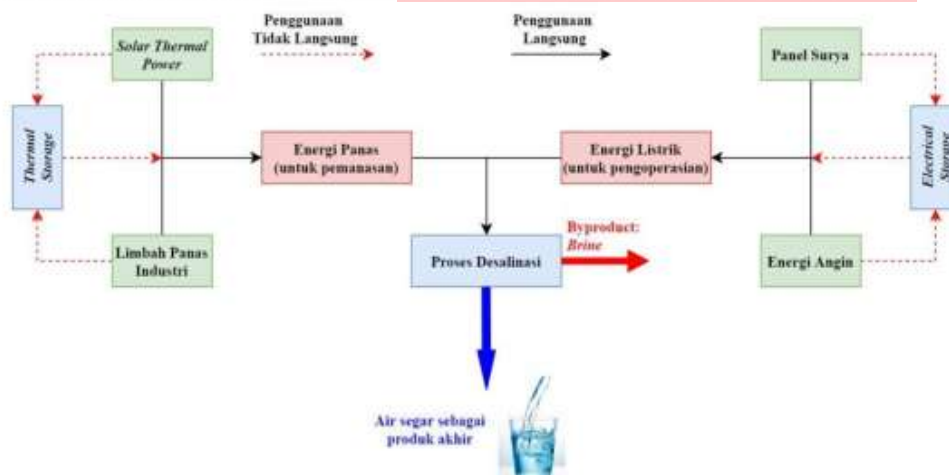 Penggunaan
Tidak Langsung
Penggunaan
Langsung
Solar Thermal
Power
Panel Surya
Thermal
Storage
Energi Panas
(untuk pemanasan)
Energi Listrik
(untuk pengoperasian)
Electrical
Storage
Limbah Panas
Industri
Proses Desalinasi
Byproduct:
Brine
Energi Angin
Air segar sebagai
produk akhir